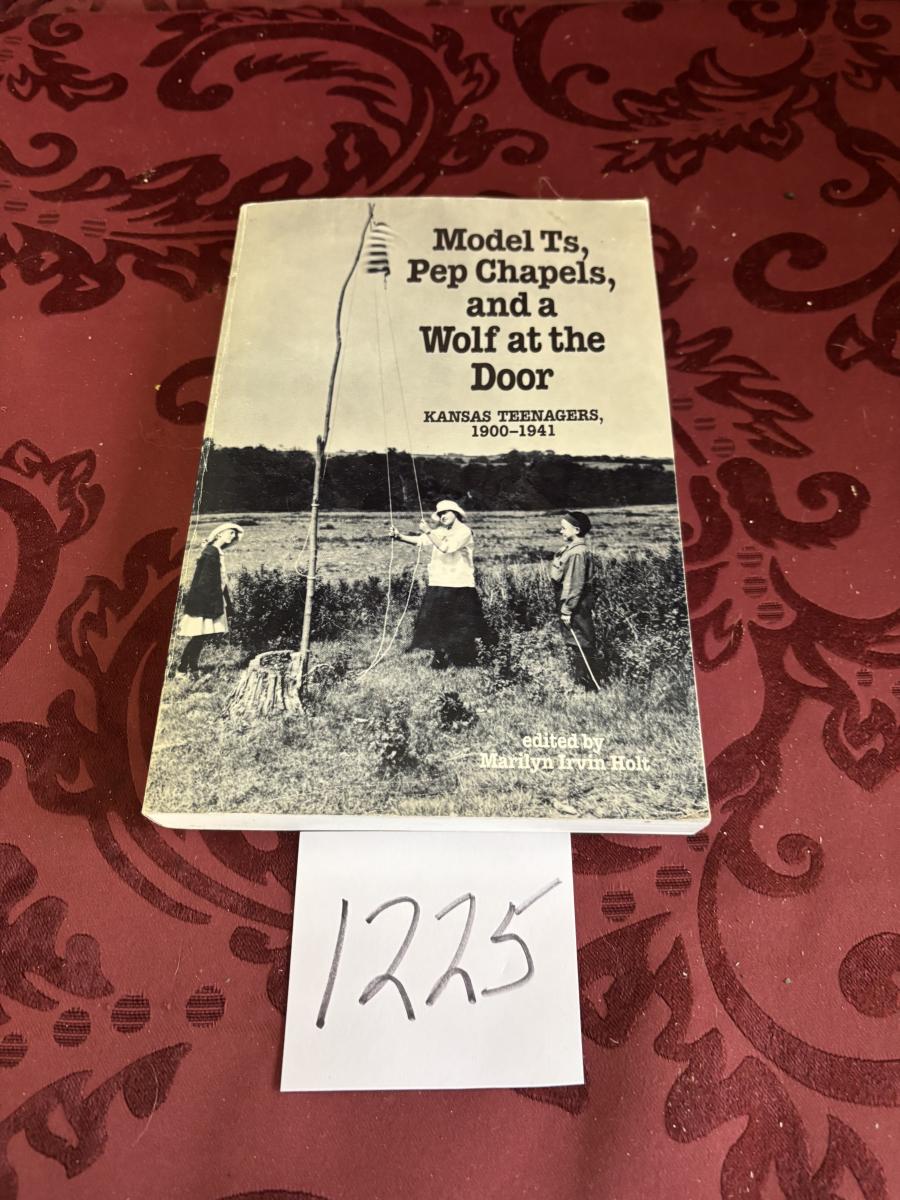 Model Ts,
Pep Chapels,
and a
Wolf at the
Door
KANSAS TEENAGERS,
1900–1941
edited by
Marilyn Irvin Holt
1225